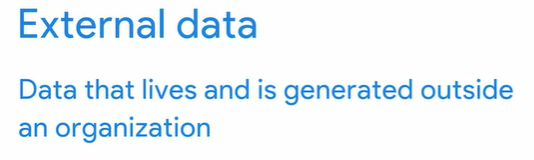 External data
Data that lives and is generated outside
an organization